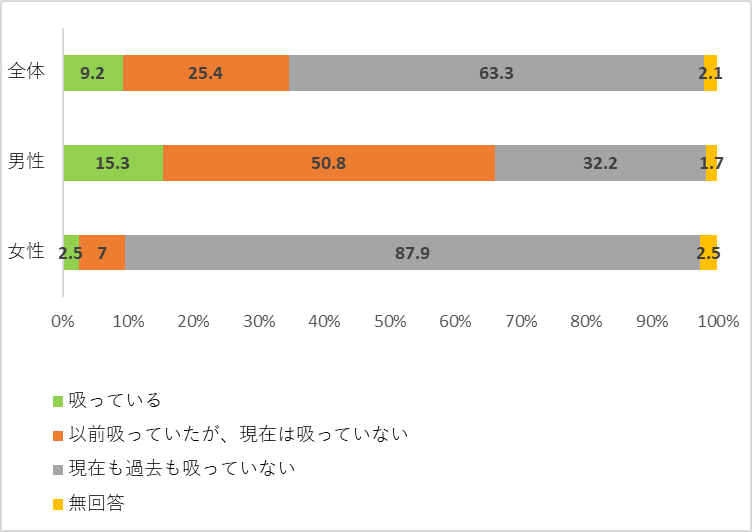 全体 9.2 25.4 63.3 2.1
男性 15.3 50.8 32.2 1.7
女性 2.5 7 87.9 2.5
0% 10% 20% 30% 40% 50% 60% 70% 80% 90% 100%
吸っている
以前吸っていたが、現在は吸っていない
現在も過去も吸っていない
無回答